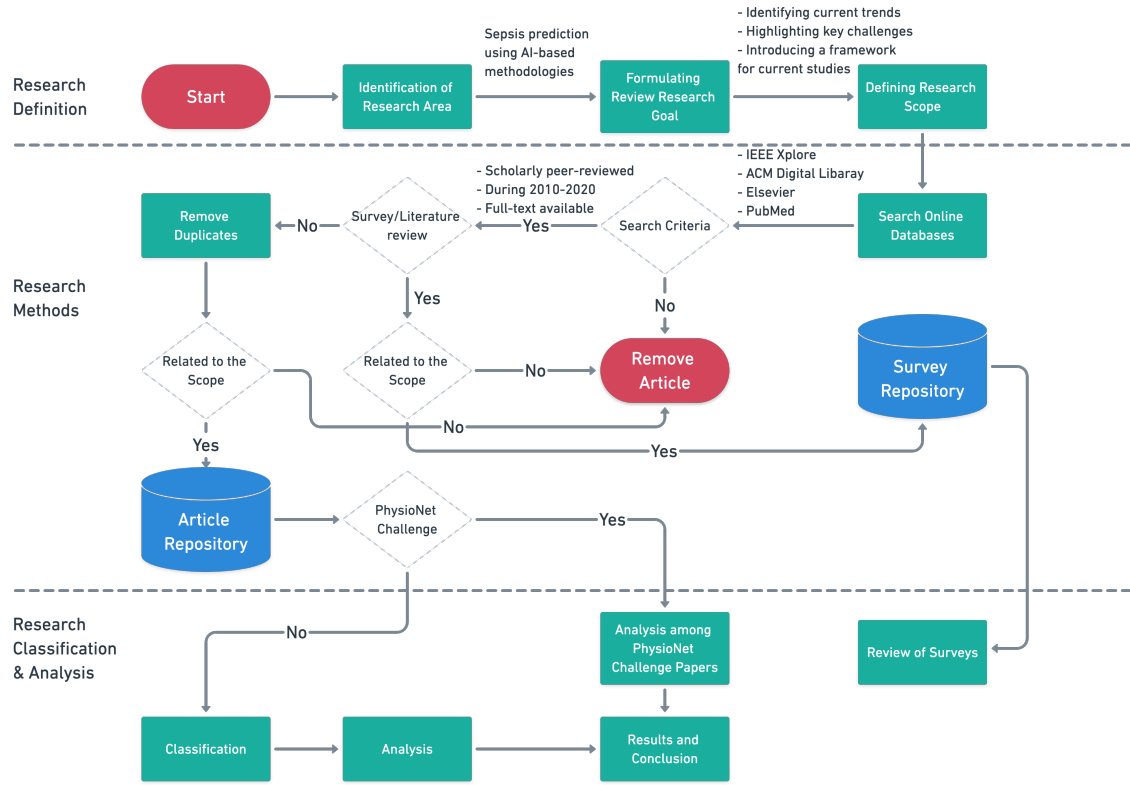 Research
Definition
Start
Identification of
Research Area
Sepsis prediction
using AI-based
methodologies
Formulating
Review Research
Goal
- Identifying current trends
- Highlighting key challenges
- Introducing a framework
for current studies
Defining Research
Scope
Research
Methods
Remove
Duplicates
No
Survey/Literature
review
- Scholarly peer-reviewed
- During 2010-2020
- Full-text available
Yes
Search Criteria
- IEEE Xplore
- ACM Digital Libaray
- Elsevier
- PubMed
Search Online
Databases
Yes
No
Related to the
Scope
Related to the
Scope
No
Remove
Article
Survey
Repository
No
Yes
Yes
Article
Repository
PhysioNet
Challenge
Yes
Research
Classification
& Analysis
No
Analysis among
PhysioNet
Challenge Papers
Review of Surveys
Classification
Analysis
Results and
Conclusion